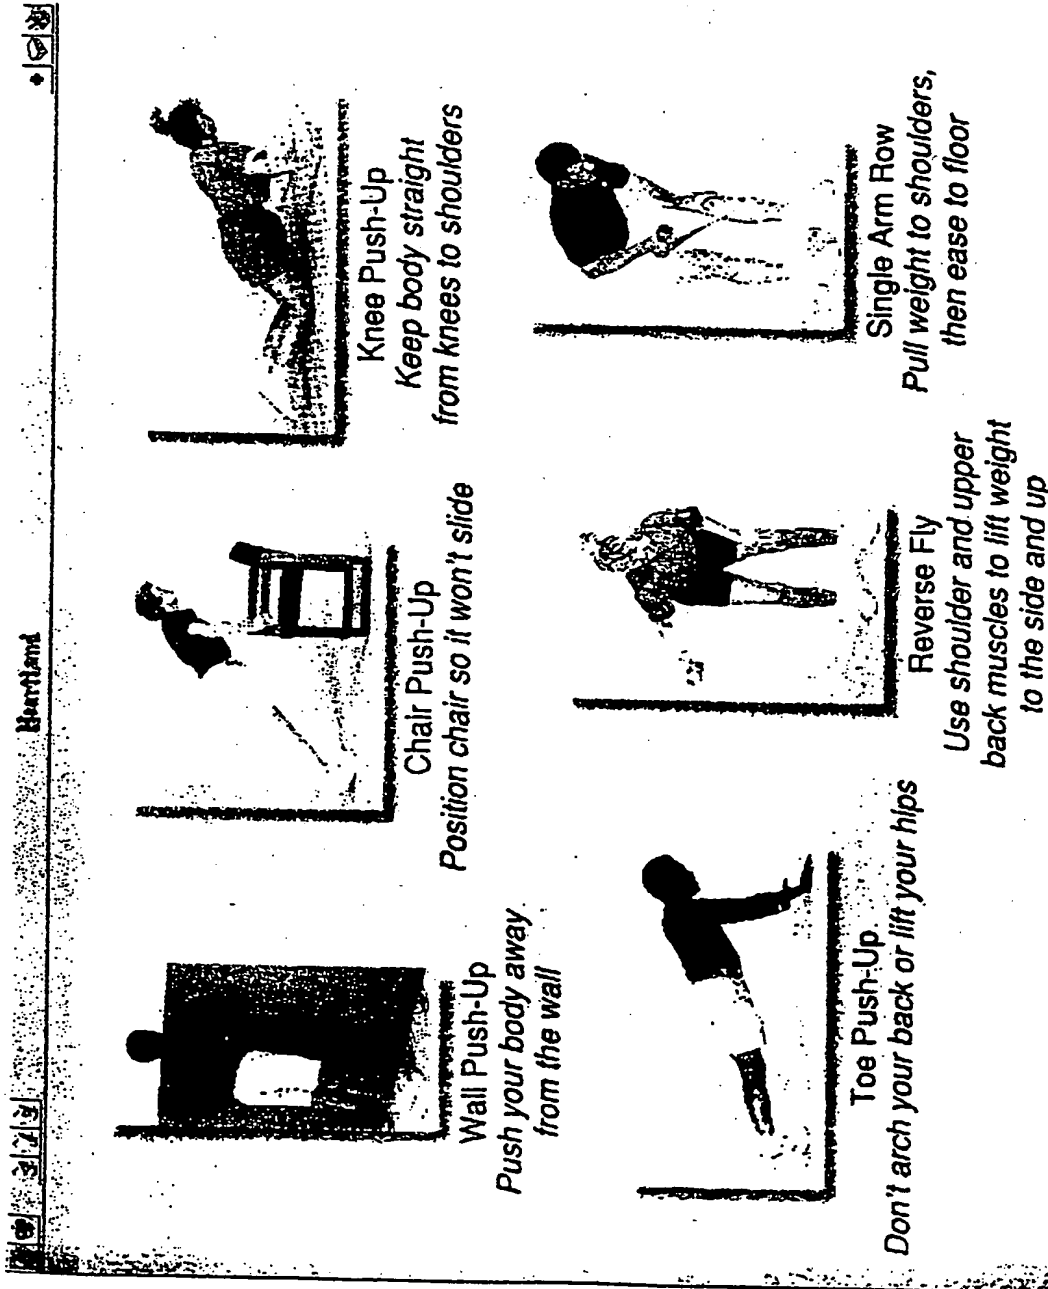 Wall Push-Up
Push your body away
from the wall
Chair Push-Up
Position chair so it won't slide
Knee Push-Up
Keep body straight
from knees to shoulders
Toe Push-Up
Don't arch your back or lift your hips
Reverse Fly
Use shoulder and upper
back muscles to lift weight
to the side and up
Single Arm Row
Pull weight to shoulders,
then ease to floor